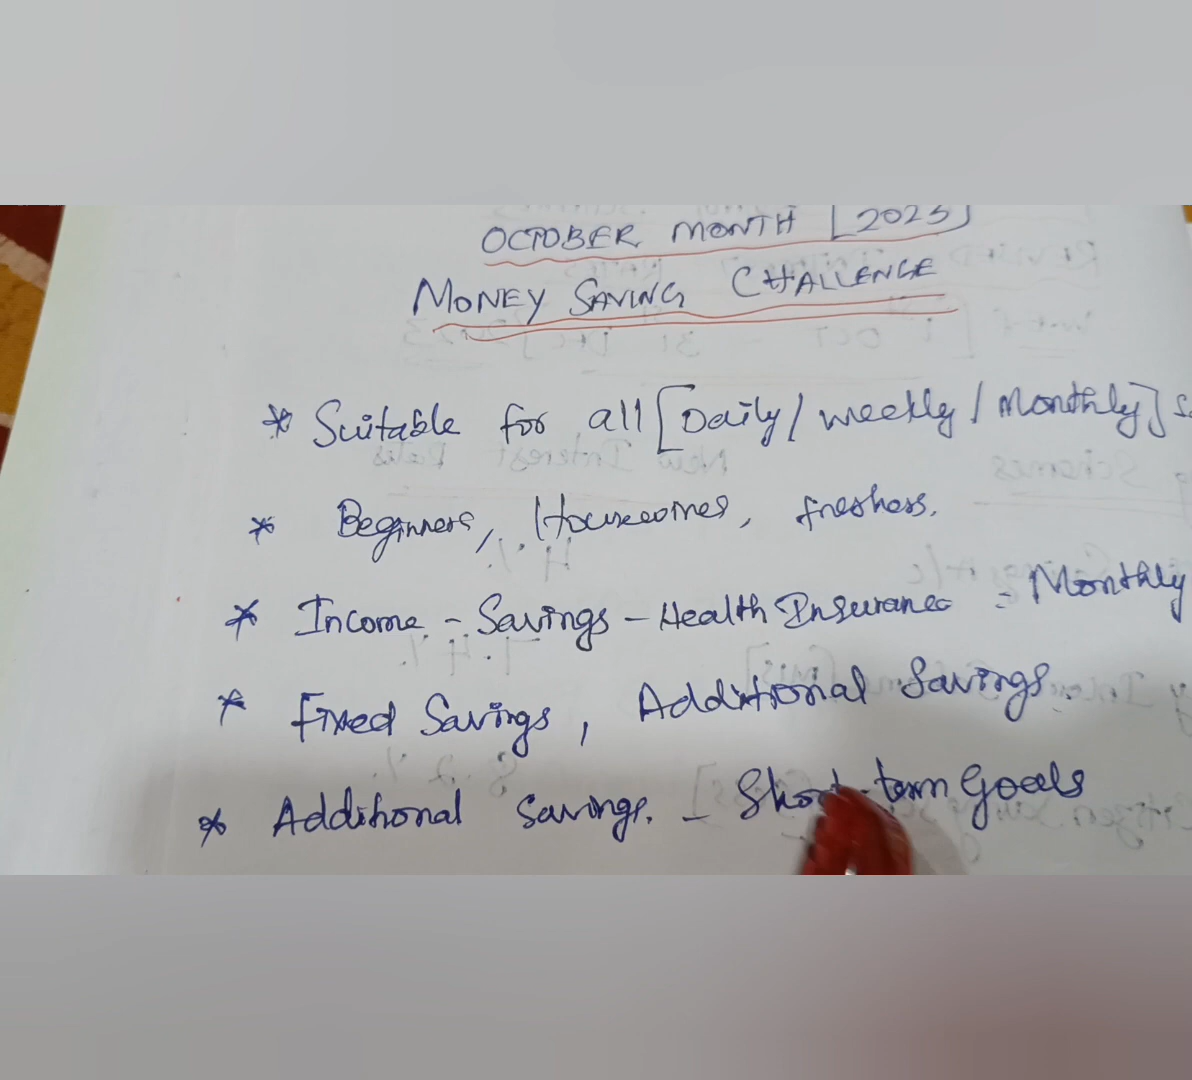 OCTOBER MONTH [2023]
MONEY SAVING CHALLENGE
* Suitable for all [Daily/weekly/Monthly]
* Beginners, Housewives, freshers.
* Income - Savings - Health Insurance = Monthly
* Fixed Savings, Additional Savings.
* Additional Savings. - Short-term Goals